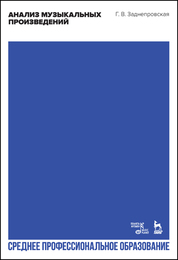 АНАЛИЗ МУЗЫКАЛЬНЫХ
ПРОИЗВЕДЕНИЙ
Г. В. Заднепровская
СРЕДНЕЕ ПРОФЕССИОНАЛЬНОЕ ОБРАЗОВАНИЕ